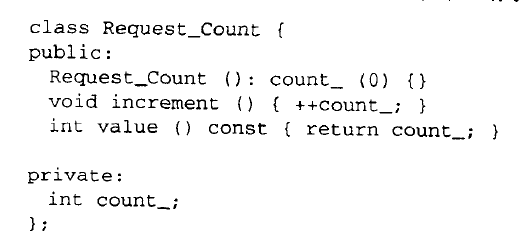 class Request_Count {
public:
  Request_Count (): count_ (0) {}
  void increment () { ++count_; }
  int value () const { return count_; }

private:
  int count_;
};